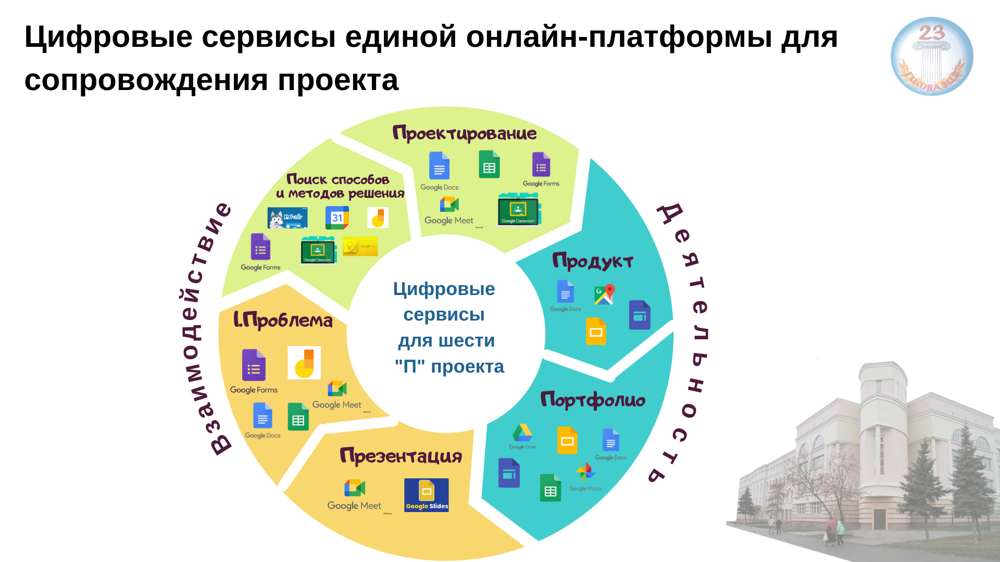 Цифровые сервисы единой онлайн-платформы для
сопровождения проекта
23
ГИМНАЗИЯ
Проектирование
Google Docs
Google Forms
Google Meet
Google Classroom
Поиск способов
и методов решения
Trello
31
Google Forms
Google Classroom
Взаимодействие
Деятельность
Продукт
Google Docs
G
Цифровые
сервисы
для шести
"П" проекта
1.Проблема
Google Forms
Google Meet
Google Docs
Портфолио
Google Drive
Google Docs
Google Photos
Презентация
Google Meet
Google Slides